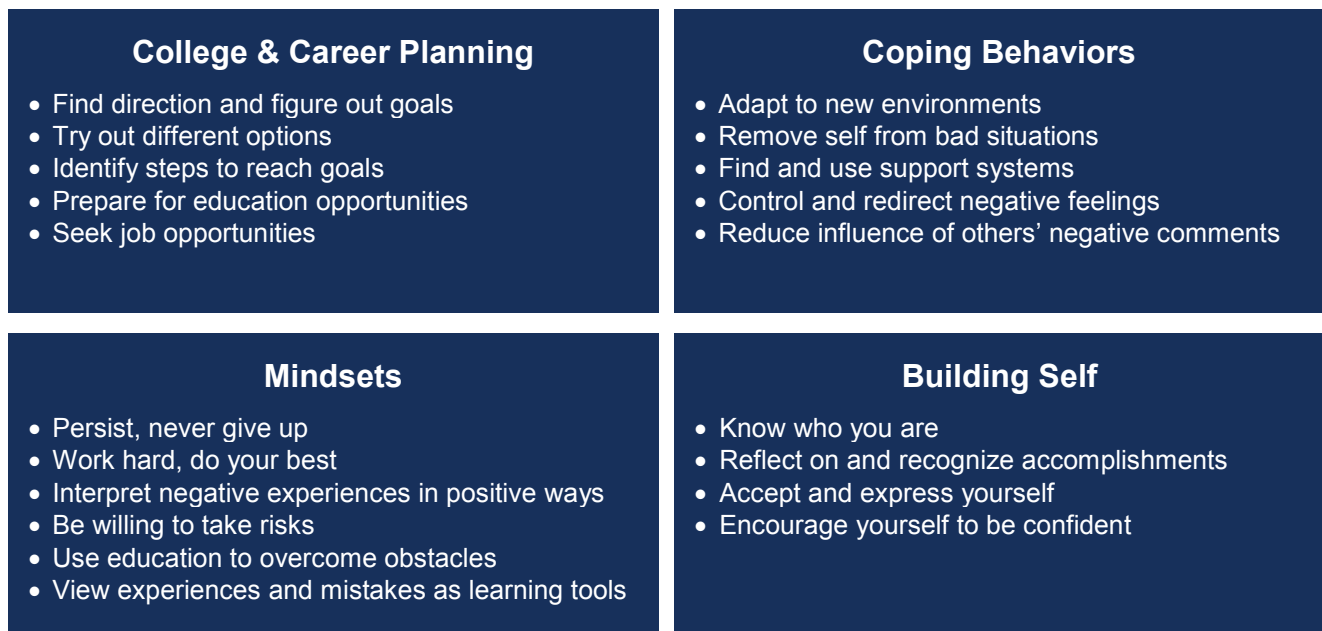 College & Career Planning
• Find direction and figure out goals
• Try out different options
• Identify steps to reach goals
• Prepare for education opportunities
• Seek job opportunities
Coping Behaviors
• Adapt to new environments
• Remove self from bad situations
• Find and use support systems
• Control and redirect negative feelings
• Reduce influence of others’ negative comments
Mindsets
• Persist, never give up
• Work hard, do your best
• Interpret negative experiences in positive ways
• Be willing to take risks
• Use education to overcome obstacles
• View experiences and mistakes as learning tools
Building Self
• Know who you are
• Reflect on and recognize accomplishments
• Accept and express yourself
• Encourage yourself to be confident